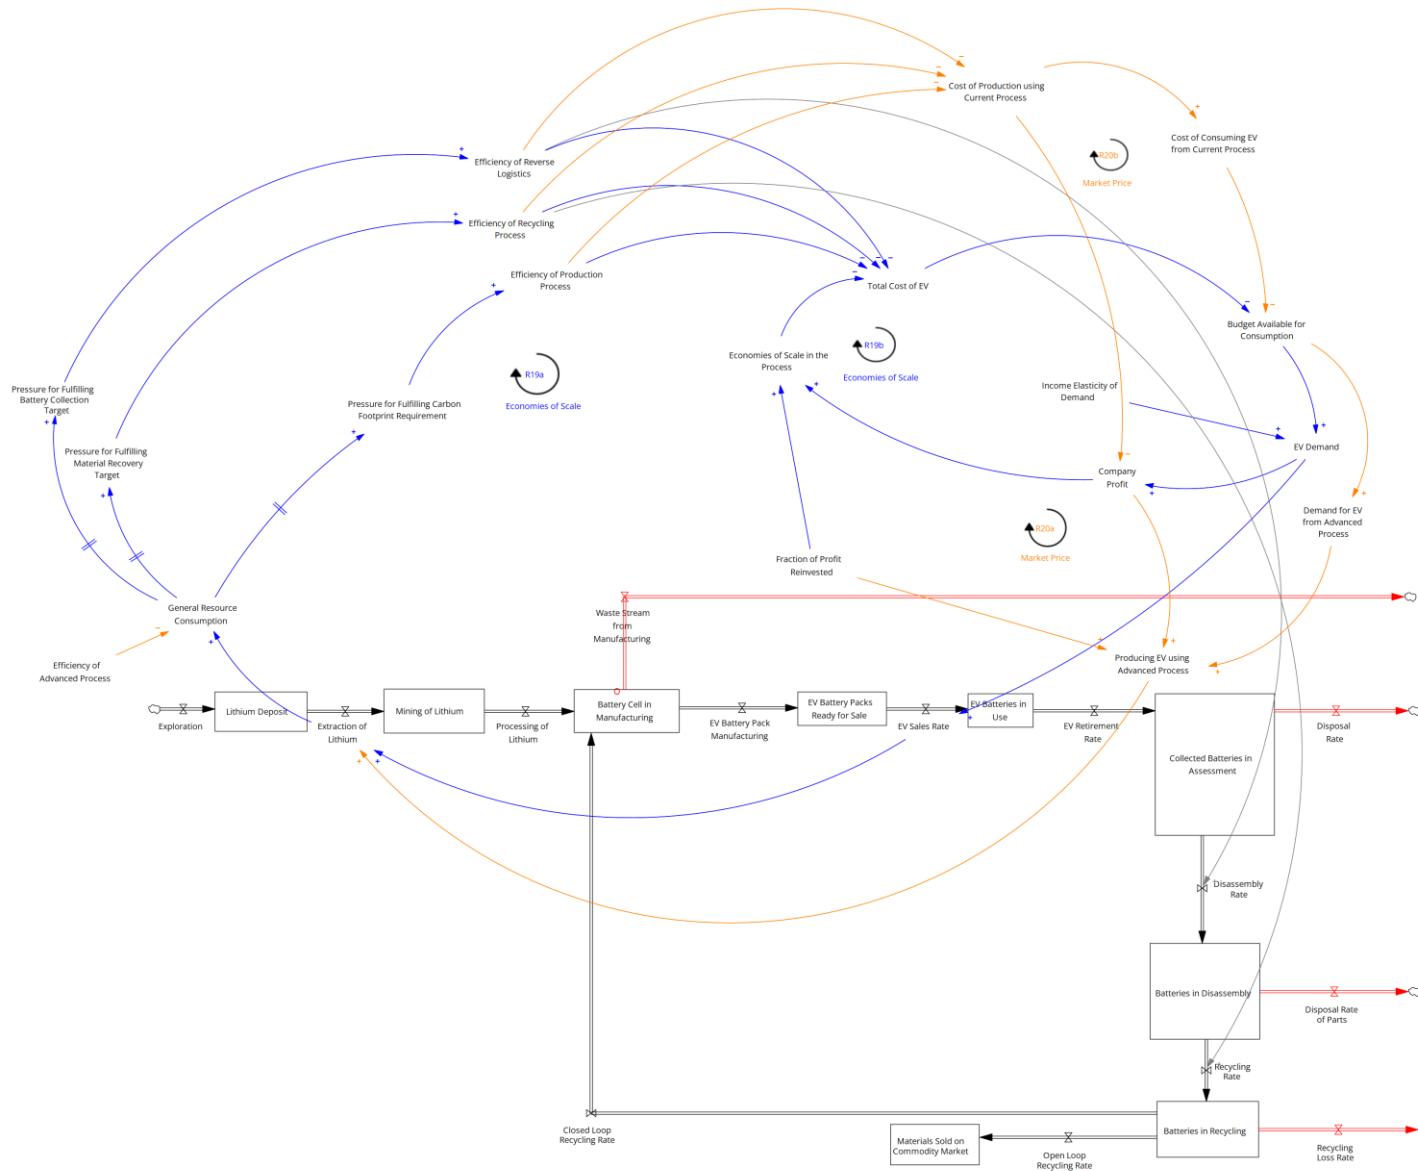 Cost of Production using
Current Process
Cost of Consuming EV
from Current Process
R20b
Market Price
Efficiency of Reverse
Logistics
Efficiency of Recycling
Process
Efficiency of Production
Process
Total Cost of EV
Budget Available for
Consumption
Economies of Scale in the
Process
R19b
Economies of Scale
R19a
Economies of Scale
Income Elasticity of
Demand
Pressure for Fulfilling
Battery Collection
Target
Pressure for Fulfilling Carbon
Footprint Requirement
Pressure for Fulfilling
Material Recovery
Target
EV Demand
Company
Profit
Demand for EV
from Advanced
Process
R20a
Market Price
Fraction of Profit
Reinvested
General Resource
Consumption
Waste Stream
from
Manufacturing
Efficiency of
Advanced Process
Producing EV using
Advanced Process
Exploration
Lithium Deposit
Extraction of
Lithium
Mining of Lithium
Processing of
Lithium
Battery Cell in
Manufacturing
EV Battery Pack
Manufacturing
EV Battery Packs
Ready for Sale
EV Sales Rate
EV Batteries in
Use
EV Retirement
Rate
Collected Batteries in
Assessment
Disposal
Rate
Disassembly
Rate
Batteries in Disassembly
Disposal Rate
of Parts
Recycling
Rate
Batteries in Recycling
Recycling
Loss Rate
Closed Loop
Recycling Rate
Materials Sold on
Commodity Market
Open Loop
Recycling Rate